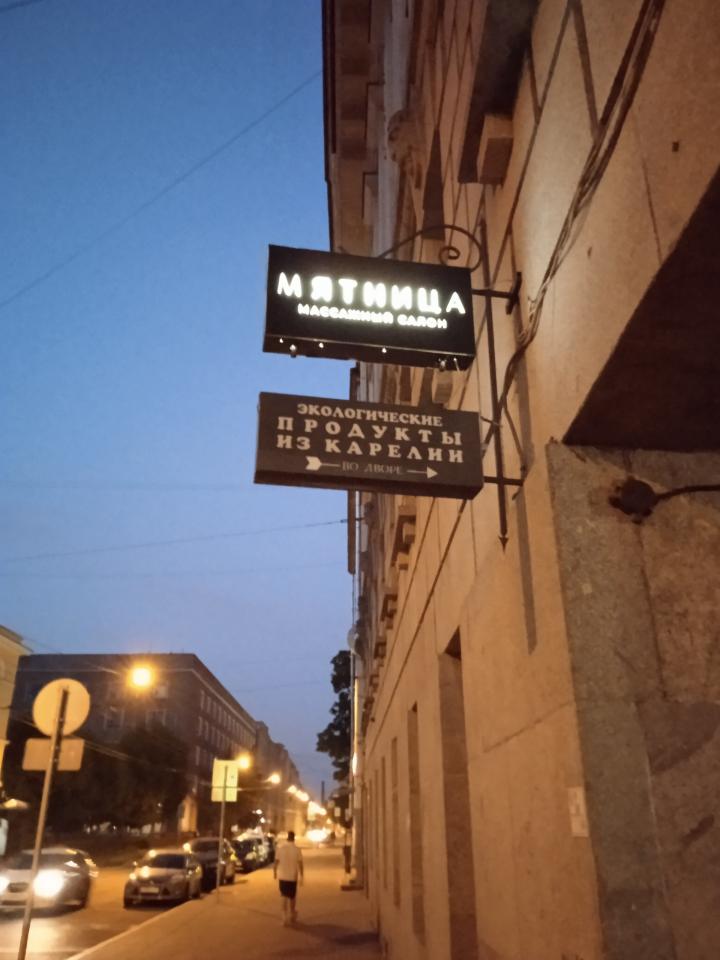 МЯТНИЦА
МАССАЖНЫЙ САЛОН
ЭКОЛОГИЧЕСКИЕ
ПРОДУКТЫ
ИЗ КАРЕЛИИ
ВО ДВОРЕ